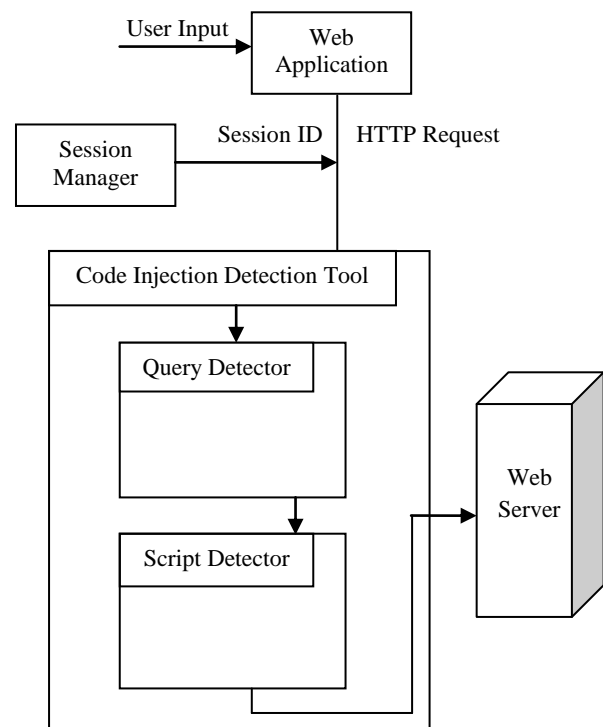 User Input
Web
Application
Session ID
HTTP Request
Session
Manager
Code Injection Detection Tool
Query Detector
Web
Server
Script Detector